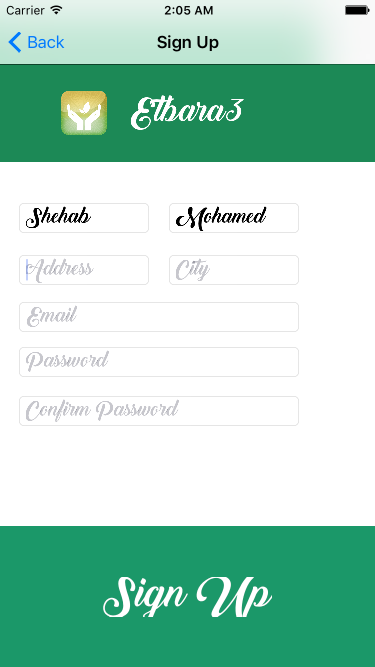 Carrier 2:05 AM
Back Sign Up
Etbara3
Shehab Mohamed
Address City
Email
Password
Confirm Password
Sign Up